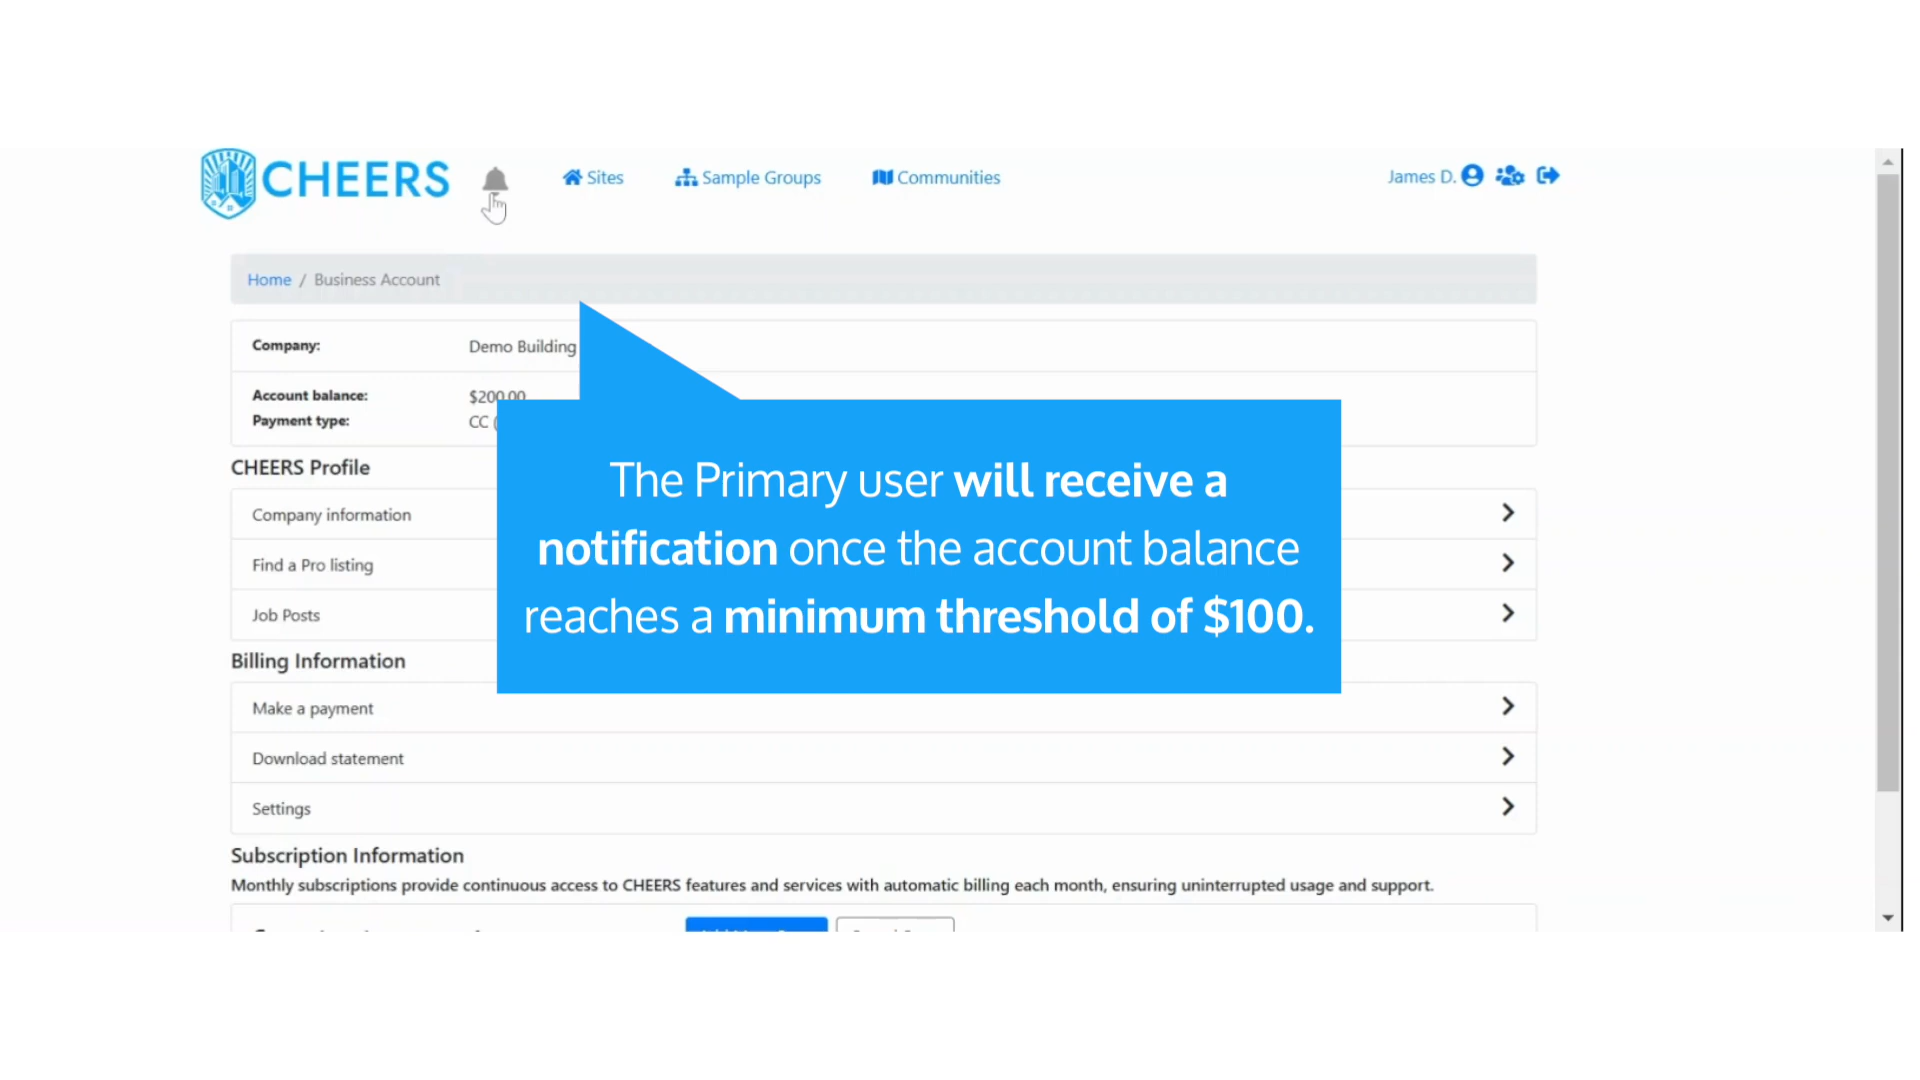 CHEERS
Sites
Sample Groups
Communities
James D.
Home / Business Account
Company: Demo Building
Account balance: $200.00
Payment type: CC
CHEERS Profile
Company information
Find a Pro listing
Job Posts
The Primary user will receive a
notification once the account balance
reaches a minimum threshold of $100.
Billing Information
Make a payment
Download statement
Settings
Subscription Information
Monthly subscriptions provide continuous access to CHEERS features and services with automatic billing each month, ensuring uninterrupted usage and support.